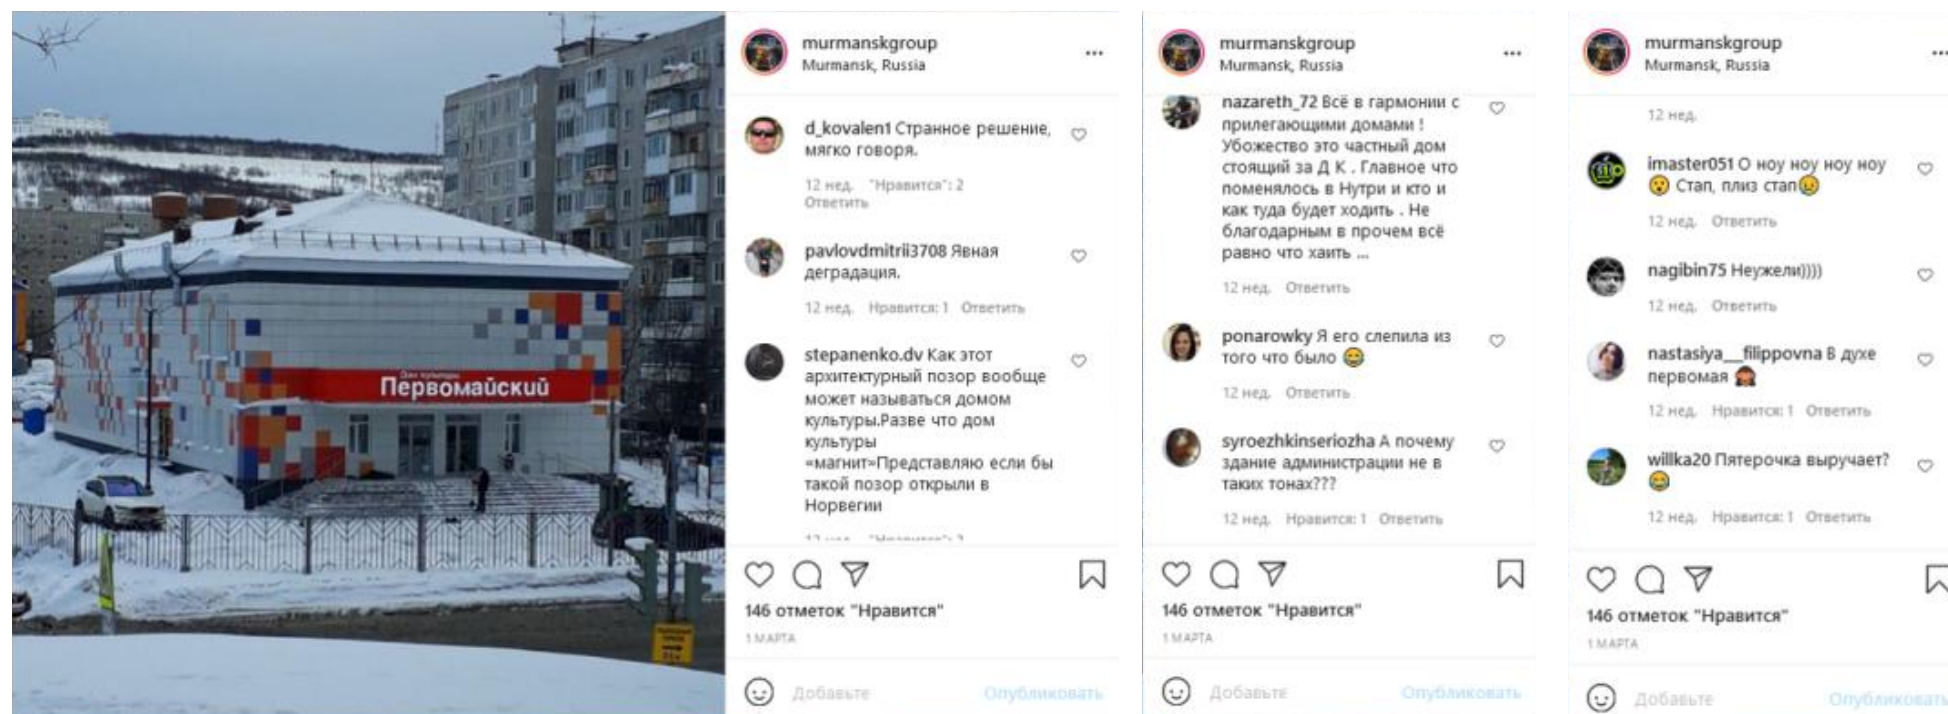 Дом культуры
Первомайский
murmanskgroup
Murmansk, Russia
d_kovalen1 Странное решение,
мягко говоря.
12 нед. "Нравится": 2
Ответить
pavlovdmitrii3708 Явная
деградация.
12 нед. Нравится: 1 Ответить
stepanenko.dv Как этот
архитектурный позор вообще
может называться домом
культуры.Разве что дом
культуры
«магнит»Представляю если бы
такой позор открыли в
Норвегии
146 отметок "Нравится"
1 МАРТА
Добавьте Опубликовать
murmanskgroup
Murmansk, Russia
nazareth_72 Всё в гармонии с
прилегающими домами !
Убожество это частный дом
стоящий за Д К . Главное что
поменялось в Нутри и кто и
как туда будет ходить . Не
благодарным в прочем всё
равно что хаить ...
12 нед. Ответить
ponarowky Я его слепила из
того что было 😂
12 нед. Ответить
syroezhkinseriozha А почему
здание администрации не в
таких тонах???
12 нед. Нравится: 1 Ответить
146 отметок "Нравится"
1 МАРТА
Добавьте Опубликовать
murmanskgroup
Murmansk, Russia
12 нед.
imaster051 О ноу ноу ноу ноу
😮 Стап, плиз стап😢
12 нед. Ответить
nagibin75 Неужели))))
12 нед. Ответить
nastasiya__filippovna В духе
первомая 🙈
12 нед. Нравится: 1 Ответить
willka20 Пятерочка выручает?
😂
12 нед. Нравится: 1 Ответить
146 отметок "Нравится"
1 МАРТА
Добавьте Опубликовать